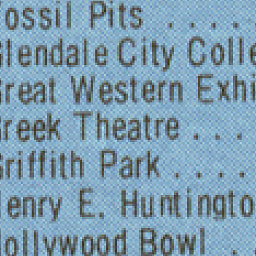 Fossil Pits . . . .
Glendale City Colle
Great Western Exhi
Greek Theatre . . .
Griffith Park . . . .
Henry E. Huntingto
Hollywood Bowl . .